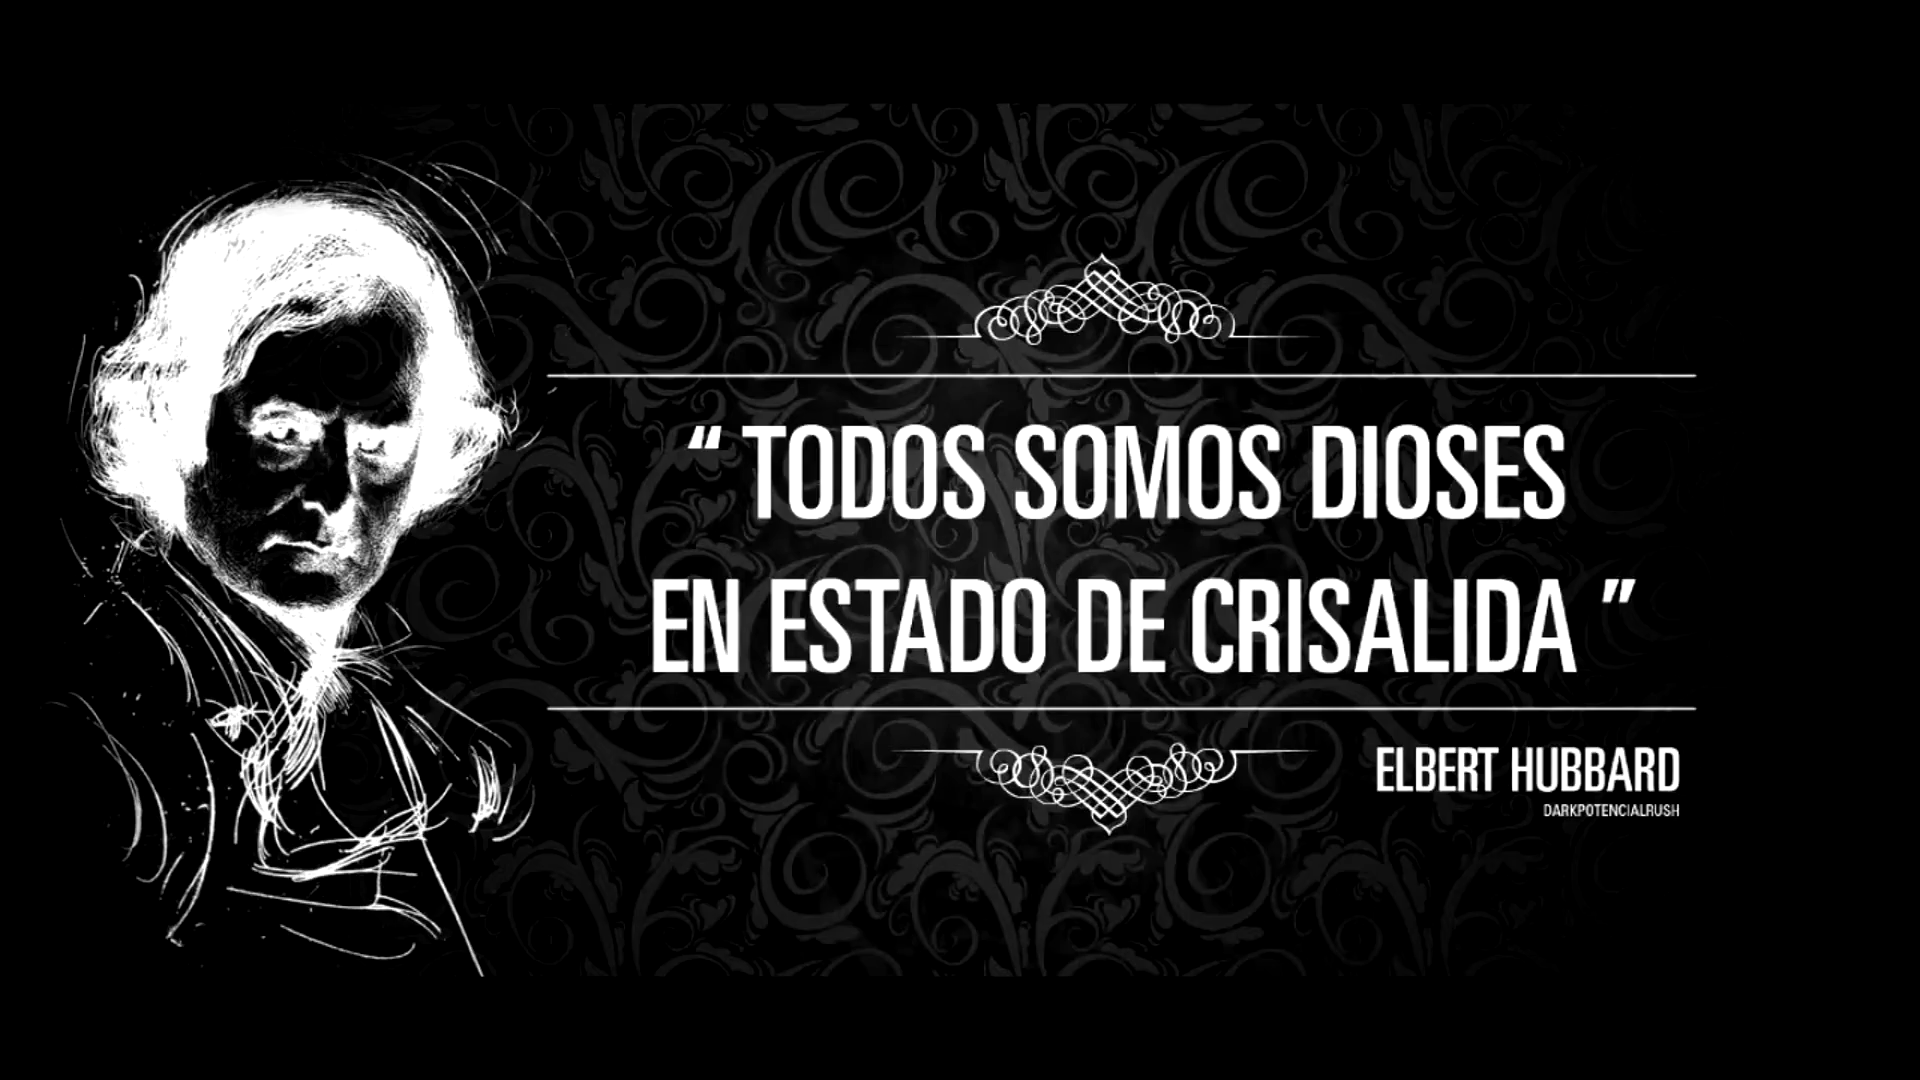 “ TODOS SOMOS DIOSES
EN ESTADO DE CRISALIDA ”
ELBERT HUBBARD
DARKPOTENCIALRUSH